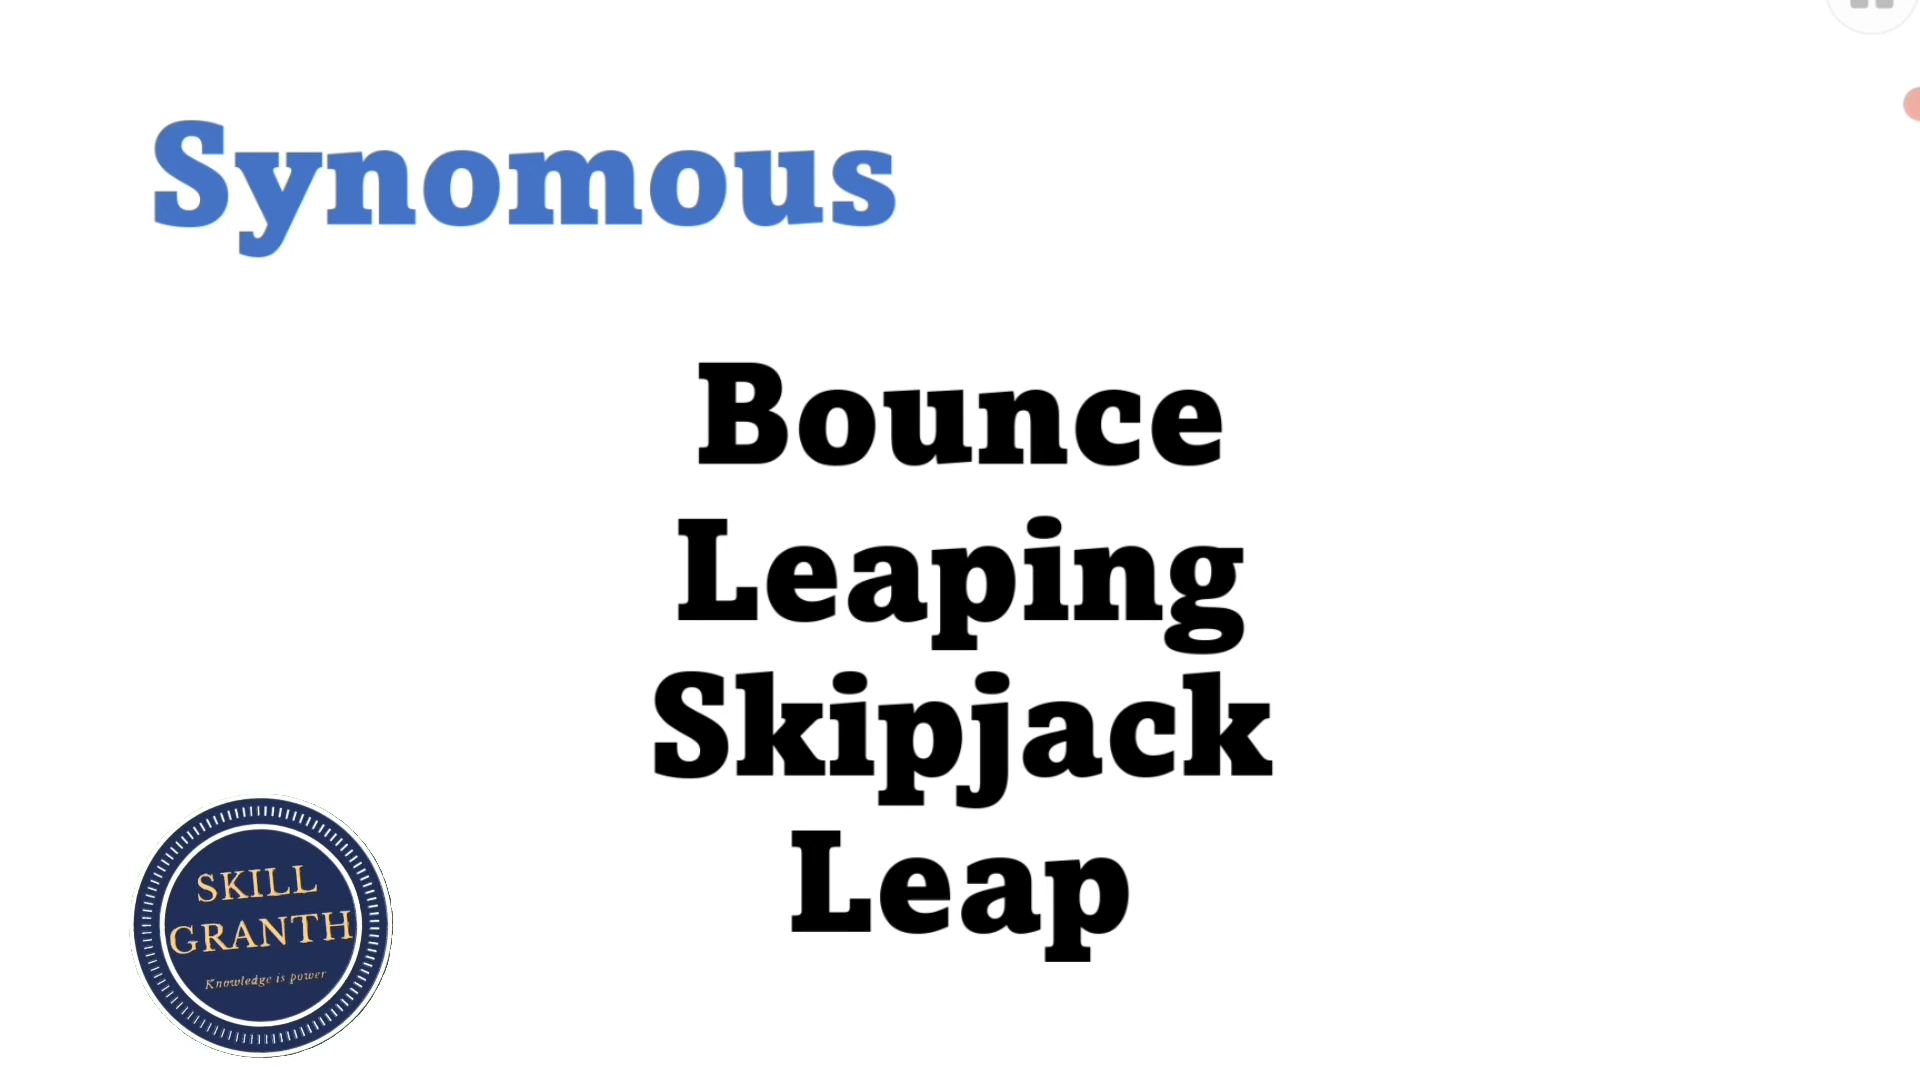 Synomous
Bounce
Leaping
Skipjack
Leap
SKILL
GRANTH
Knowledge is power